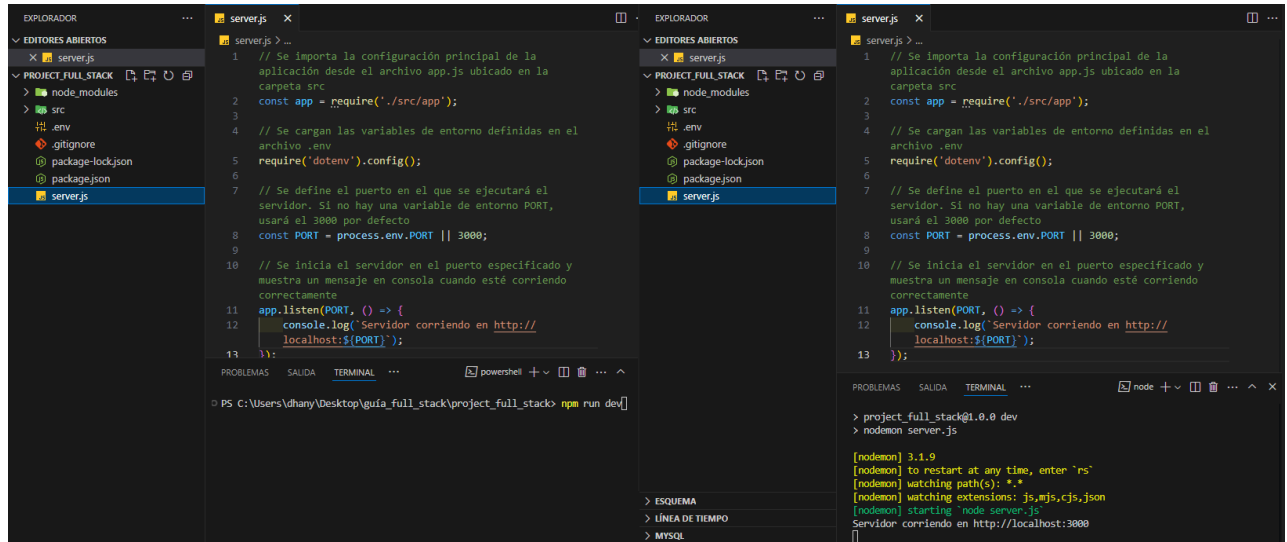 EXPLORADOR ···
EDITORES ABIERTOS
server.js
PROJECT_FULL_STACK
node_modules
src
.env
.gitignore
package-lock.json
package.json
server.js
server.js
server.js > ...
1 // Se importa la configuración principal de la
aplicación desde el archivo app.js ubicado en la
carpeta src
2 const app = require('./src/app');
3
4 // Se cargan las variables de entorno definidas en el
archivo .env
5 require('dotenv').config();
6
7 // Se define el puerto en el que se ejecutará el
servidor. Si no hay una variable de entorno PORT,
usará el 3000 por defecto
8 const PORT = process.env.PORT || 3000;
9
10 // Se inicia el servidor en el puerto especificado y
muestra un mensaje en consola cuando esté corriendo
correctamente
11 app.listen(PORT, () => {
12 console.log(`Servidor corriendo en http://
localhost:${PORT}`);
13 });
PROBLEMAS SALIDA TERMINAL ··· powershell
PS C:\Users\dhany\Desktop\guía_full_stack\project_full_stack> npm run dev
EXPLORADOR ···
EDITORES ABIERTOS
server.js
PROJECT_FULL_STACK
node_modules
src
.env
.gitignore
package-lock.json
package.json
server.js
ESQUEMA
LÍNEA DE TIEMPO
MYSQL
server.js
server.js > ...
1 // Se importa la configuración principal de la
aplicación desde el archivo app.js ubicado en la
carpeta src
2 const app = require('./src/app');
3
4 // Se cargan las variables de entorno definidas en el
archivo .env
5 require('dotenv').config();
6
7 // Se define el puerto en el que se ejecutará el
servidor. Si no hay una variable de entorno PORT,
usará el 3000 por defecto
8 const PORT = process.env.PORT || 3000;
9
10 // Se inicia el servidor en el puerto especificado y
muestra un mensaje en consola cuando esté corriendo
correctamente
11 app.listen(PORT, () => {
12 console.log(`Servidor corriendo en http://
localhost:${PORT}`);
13 });
PROBLEMAS SALIDA TERMINAL ··· node
> project_full_stack@1.0.0 dev
> nodemon server.js
[nodemon] 3.1.9
[nodemon] to restart at any time, enter `rs`
[nodemon] watching path(s): *.*
[nodemon] watching extensions: js,mjs,cjs,json
[nodemon] starting `node server.js`
Servidor corriendo en http://localhost:3000